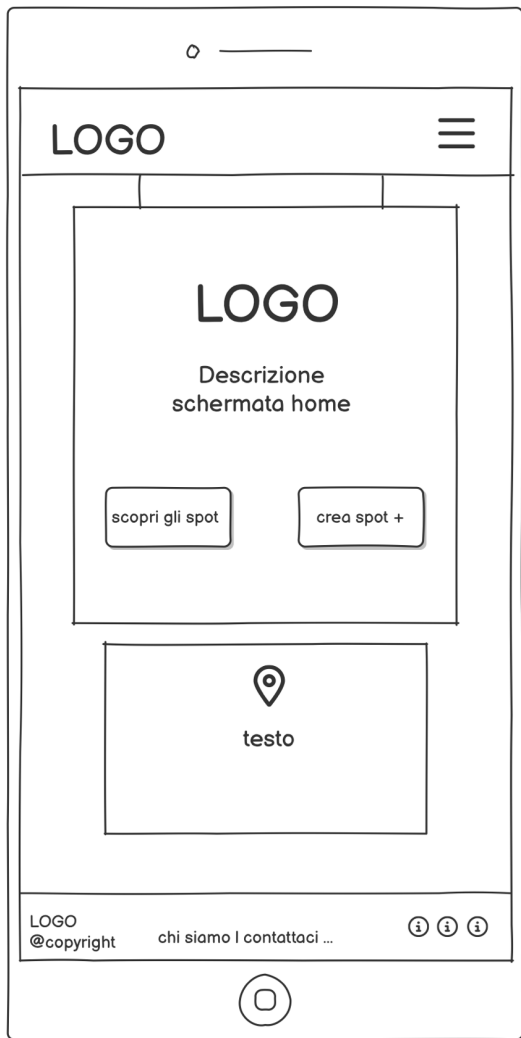 LOGO
LOGO
Descrizione
schermata home
scopri gli spot
crea spot +
testo
LOGO
@copyright
chi siamo I contattaci ...
i i i